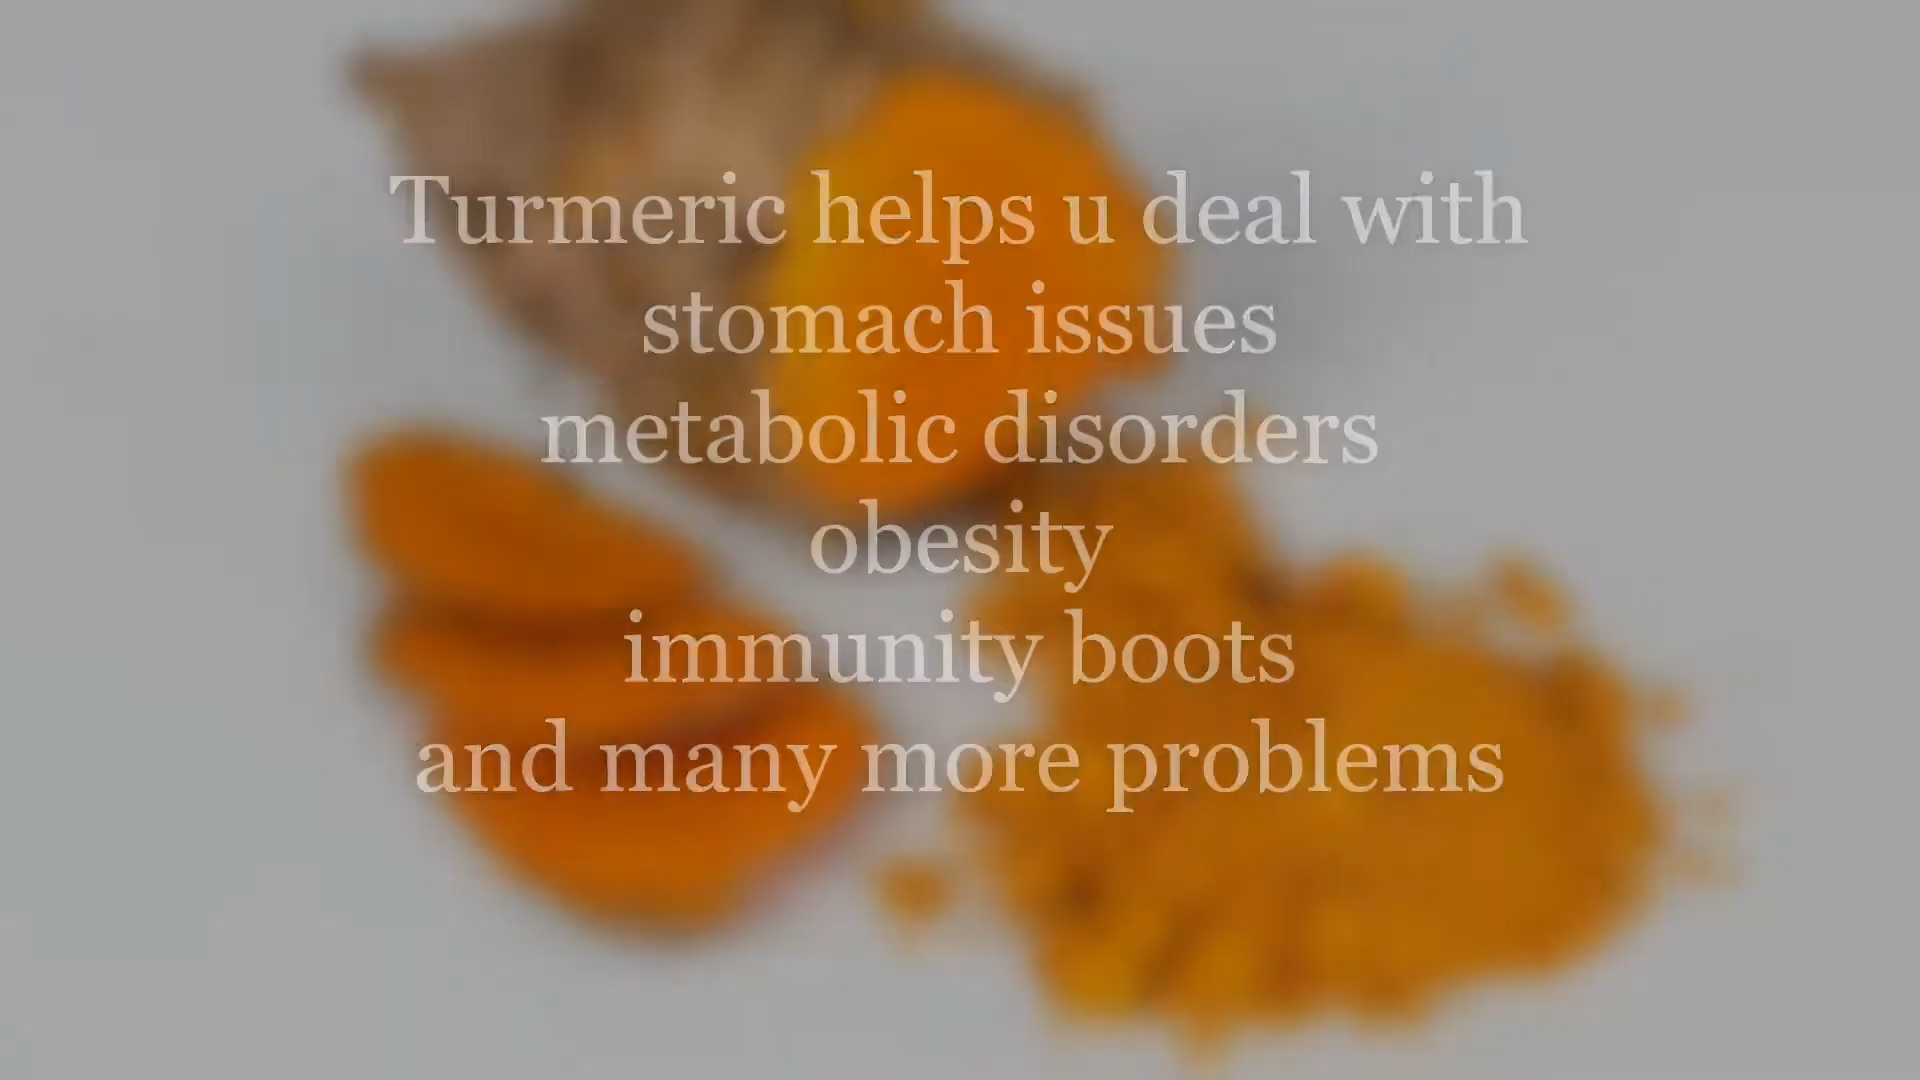 Turmeric helps u deal with
stomach issues
metabolic disorders
obesity
immunity boots
and many more problems